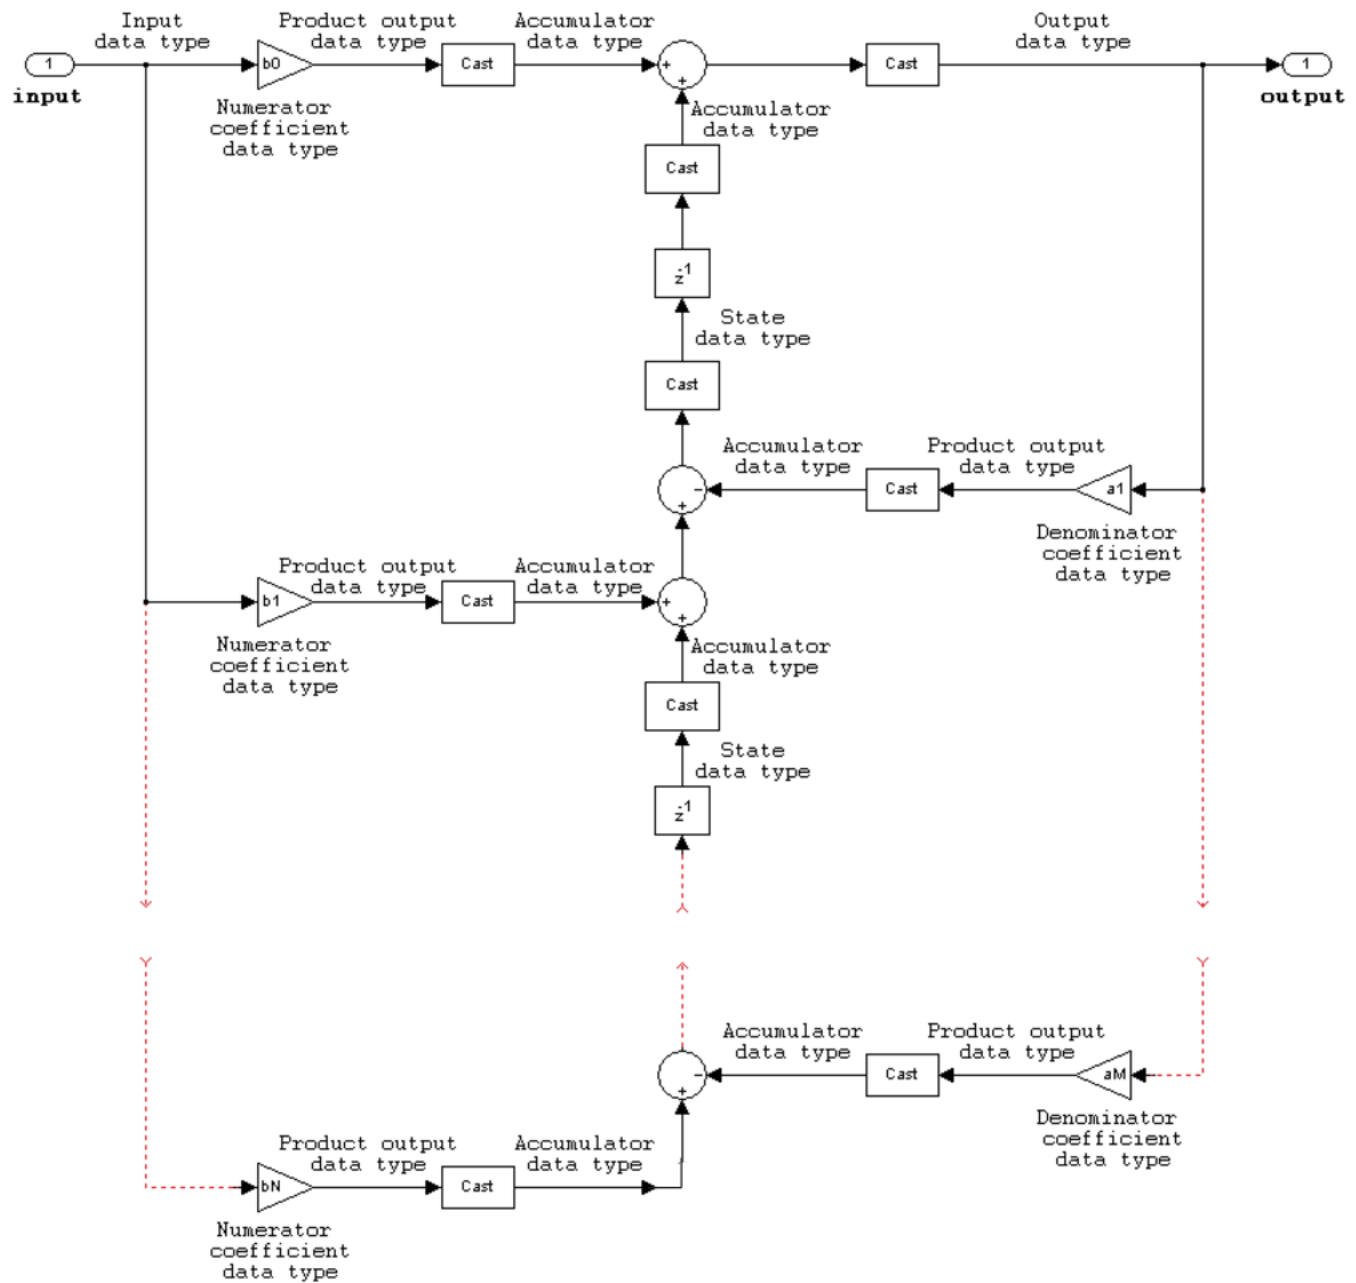 Input
data type
Product output
data type
Accumulator
data type
Output
data type
1
b0
Cast
+
+
Cast
1
input
output
Numerator
coefficient
data type
Accumulator
data type
Cast
z-1
State
data type
Cast
Accumulator
data type
Product output
data type
-
+
Cast
a1
Denominator
coefficient
data type
Product output
data type
Accumulator
data type
b1
Cast
+
+
Numerator
coefficient
data type
Accumulator
data type
Cast
State
data type
z-1
Accumulator
data type
Product output
data type
-
+
Cast
aM
Denominator
coefficient
data type
Product output
data type
Accumulator
data type
bN
Cast
Numerator
coefficient
data type